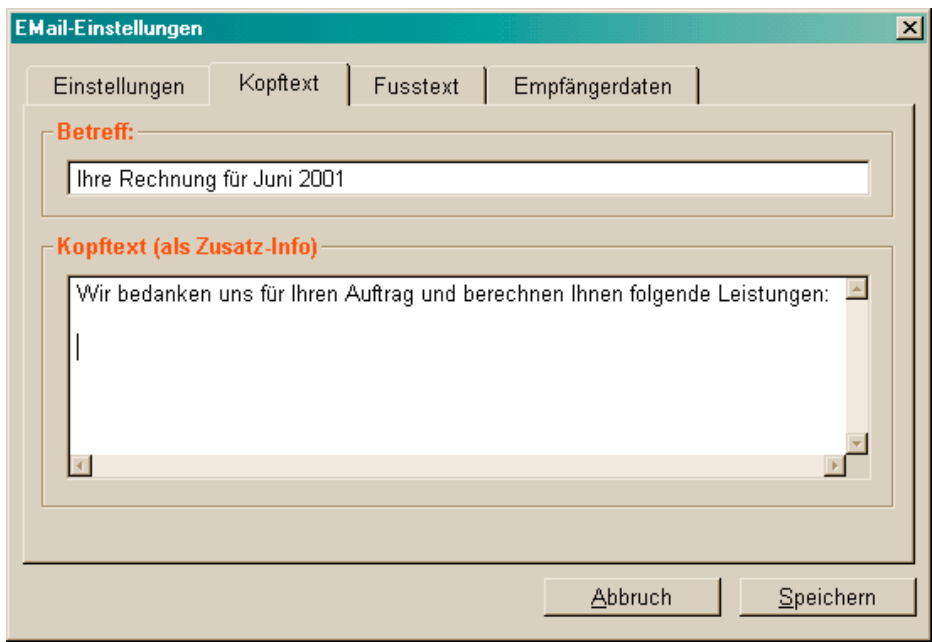 EMail-Einstellungen
Einstellungen Kopftext Fusstext Empfängerdaten
Betreff:
Ihre Rechnung für Juni 2001
Kopftext (als Zusatz-Info)
Wir bedanken uns für Ihren Auftrag und berechnen Ihnen folgende Leistungen:
Abbruch Speichern